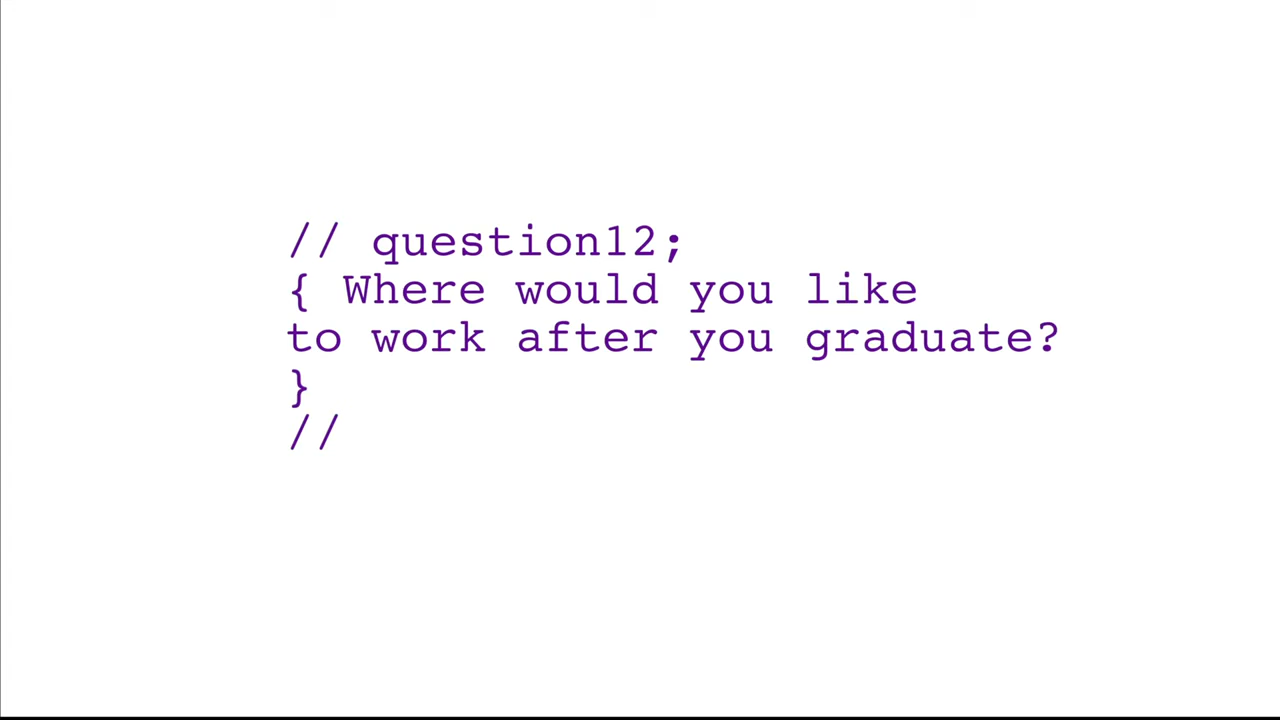 // question12;
{ Where would you like
to work after you graduate?
}
//